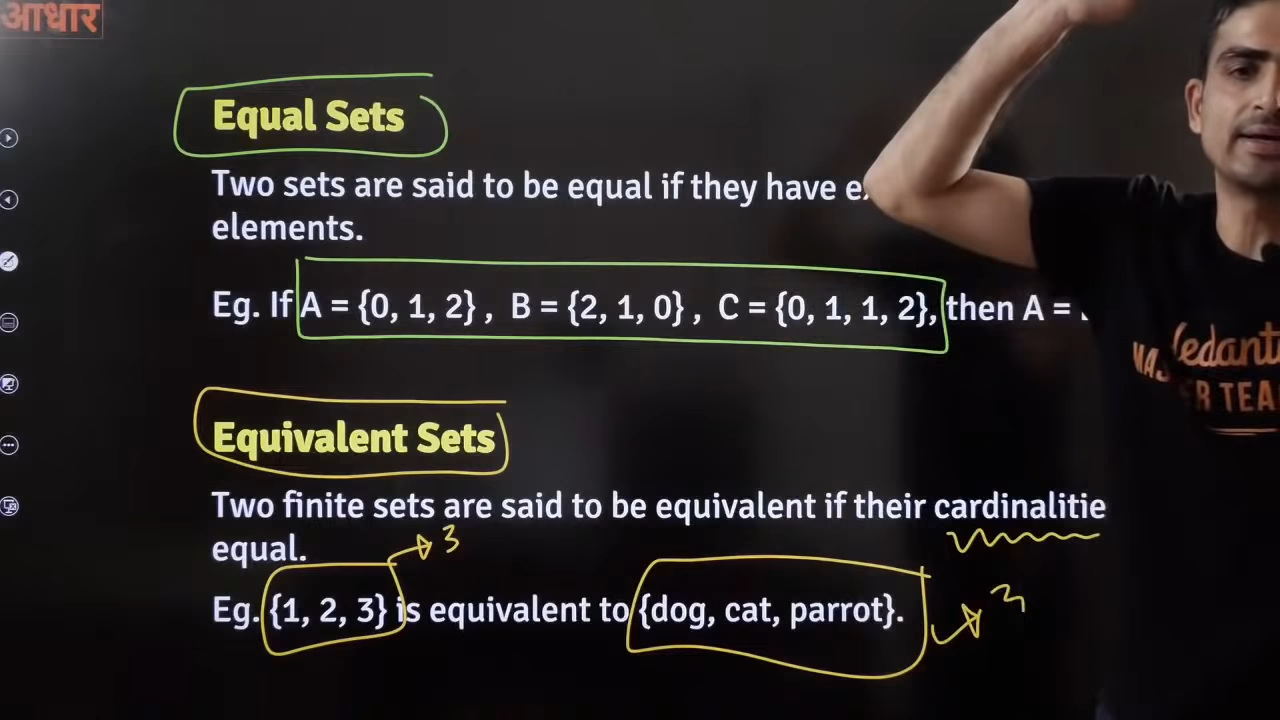 आधार
Equal Sets
Two sets are said to be equal if they have
elements.
Eg. If A = {0, 1, 2} , B = {2, 1, 0} , C = {0, 1, 1, 2}, then A =
Equivalent Sets
Two finite sets are said to be equivalent if their cardinalitie
equal.
3
Eg. {1, 2, 3} is equivalent to {dog, cat, parrot}.
3